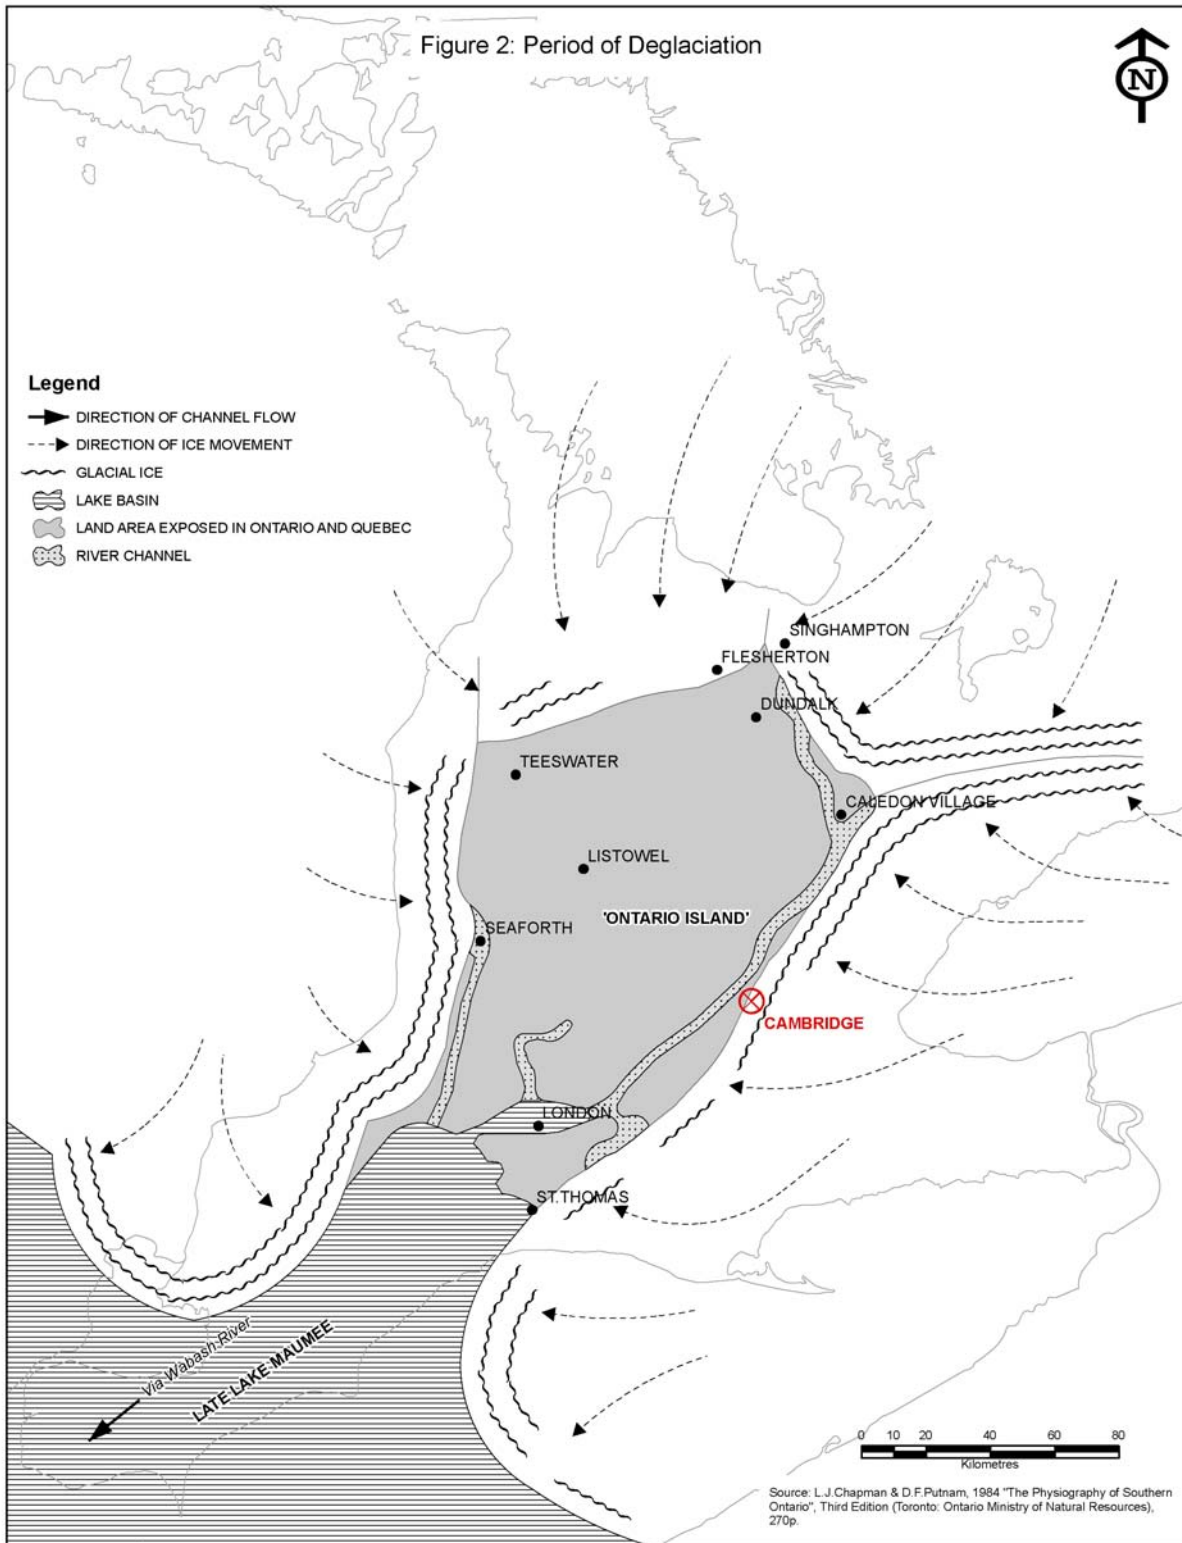 Figure 2: Period of Deglaciation
N
Legend
DIRECTION OF CHANNEL FLOW
DIRECTION OF ICE MOVEMENT
GLACIAL ICE
LAKE BASIN
LAND AREA EXPOSED IN ONTARIO AND QUEBEC
RIVER CHANNEL
SINGHAMPTON
FLESHERTON
DUNDALK
TEESWATER
CALEDON VILLAGE
LISTOWEL
'ONTARIO ISLAND'
SEAFORTH
CAMBRIDGE
LONDON
ST.THOMAS
Via Wabash River
LATE LAKE MAUMEE
0 10 20 40 60 80
Kilometres
Source: L.J.Chapman & D.F.Putnam, 1984 "The Physiography of Southern
Ontario", Third Edition (Toronto: Ontario Ministry of Natural Resources),
270p.